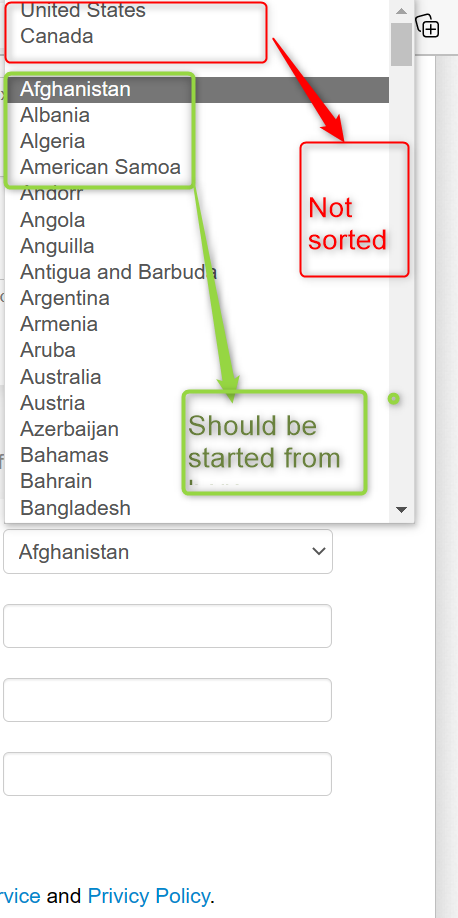 United States
Canada
Afghanistan
Albania
Algeria
American Samoa
Andorr
Angola
Anguilla
Antigua and Barbuda
Argentina
Armenia
Aruba
Australia
Austria
Azerbaijan
Bahamas
Bahrain
Bangladesh
Not
sorted
Should be
started from
Afghanistan
rvice and Privicy Policy.